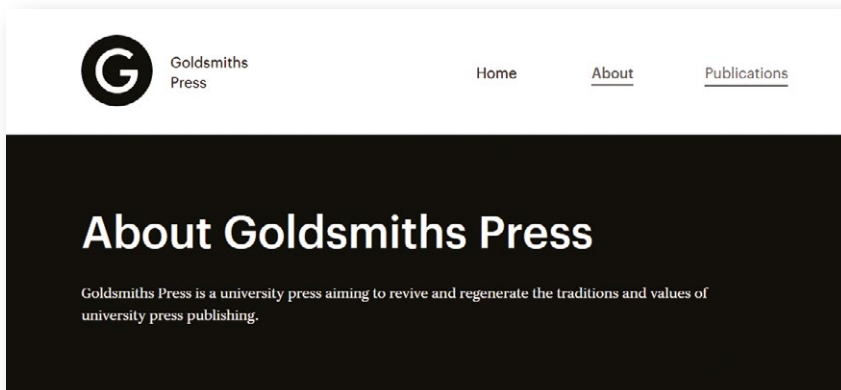 G
Goldsmiths
Press
Home About Publications
About Goldsmiths Press
Goldsmiths Press is a university press aiming to revive and regenerate the traditions and values of
university press publishing.